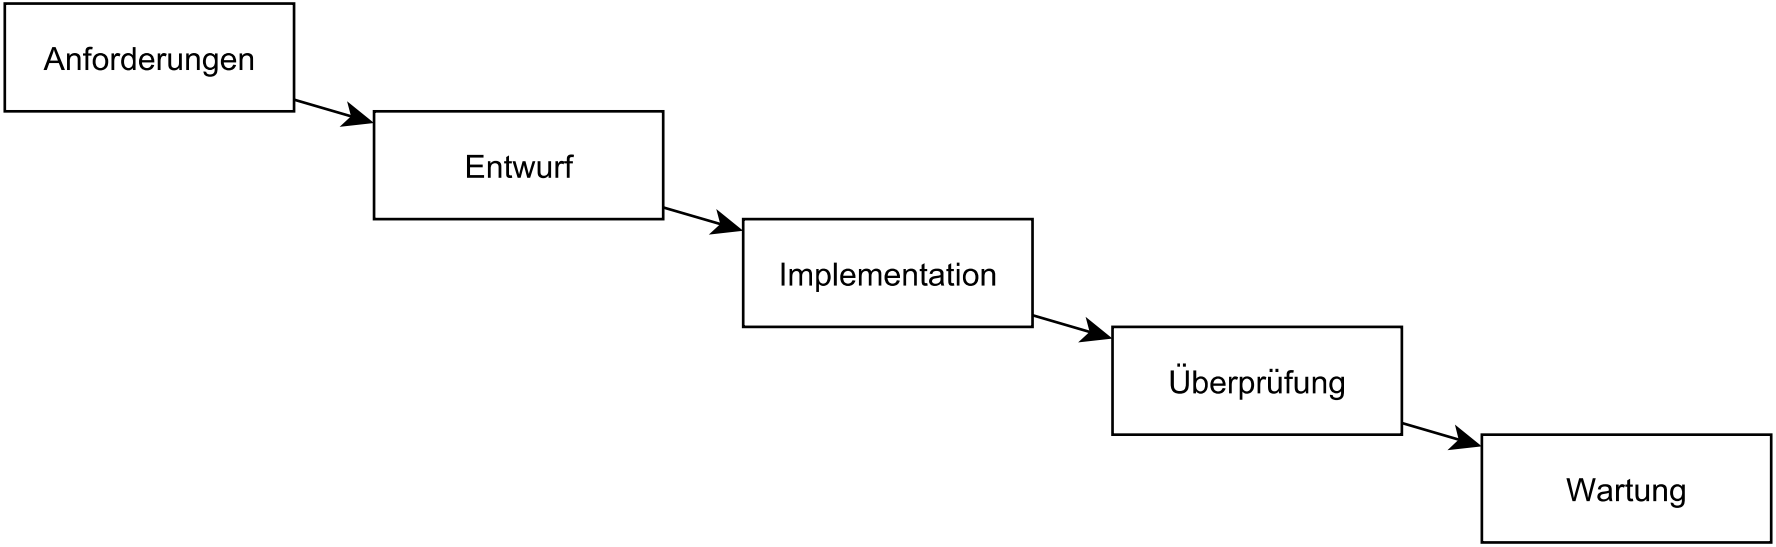 Anforderungen
Entwurf
Implementation
Überprüfung
Wartung